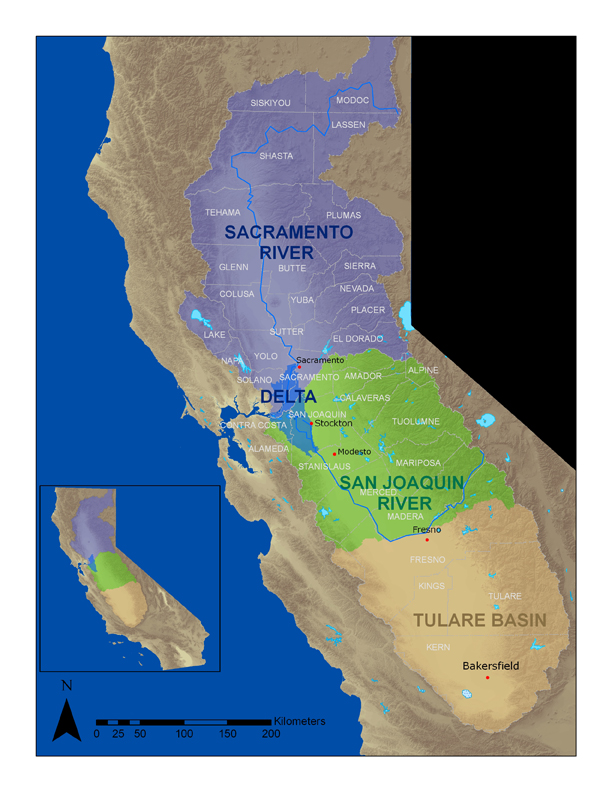 SISKIYOU
MODOC
LASSEN
SHASTA
TEHAMA
PLUMAS
SACRAMENTO
RIVER
GLENN
BUTTE
SIERRA
COLUSA
NEVADA
YUBA
PLACER
LAKE
SUTTER
EL DORADO
NAPA
YOLO
Sacramento
SOLANO
SACRAMENTO
AMADOR
ALPINE
DELTA
CALAVERAS
SAN JOAQUIN
CONTRA COSTA
Stockton
TUOLUMNE
ALAMEDA
Modesto
STANISLAUS
MARIPOSA
SAN JOAQUIN
RIVER
MERCED
MADERA
Fresno
FRESNO
KINGS
TULARE
TULARE BASIN
KERN
Bakersfield
N
Kilometers
0 25 50 100 150 200